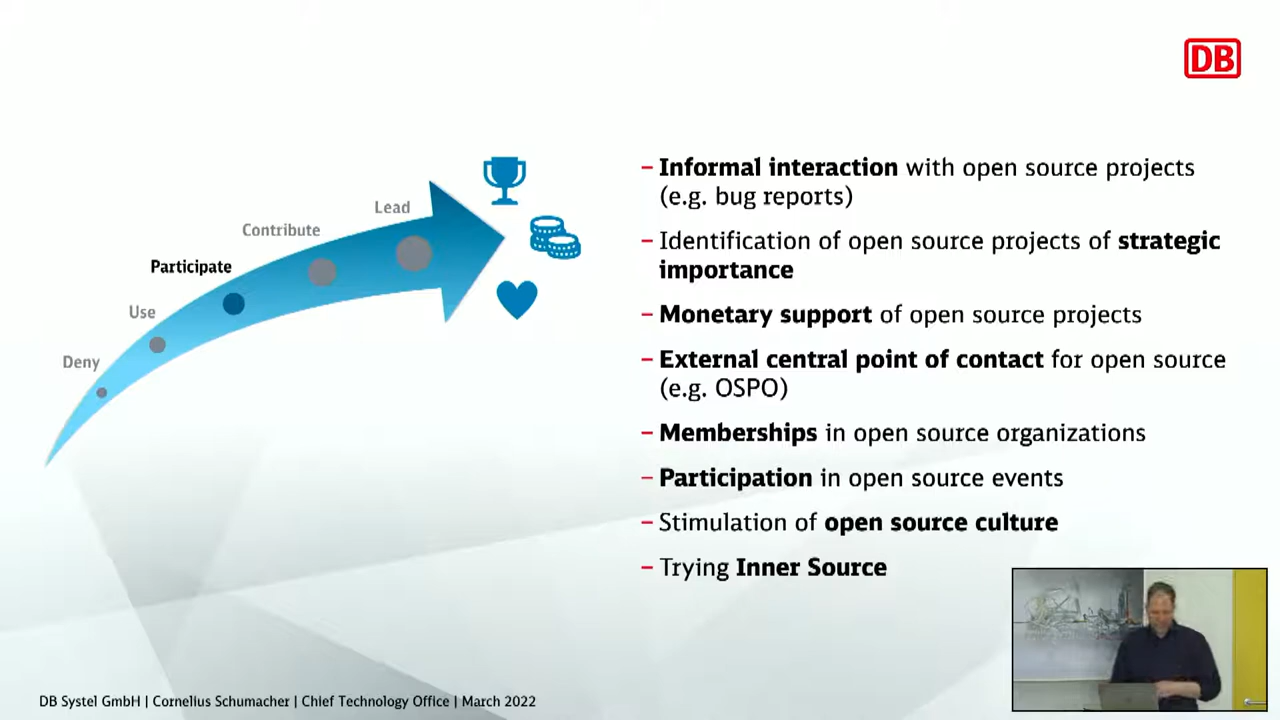 DB
Lead
Contribute
Participate
Use
Deny
– Informal interaction with open source projects
(e.g. bug reports)
– Identification of open source projects of strategic
importance
– Monetary support of open source projects
– External central point of contact for open source
(e.g. OSPO)
– Memberships in open source organizations
– Participation in open source events
– Stimulation of open source culture
– Trying Inner Source
DB Systel GmbH | Cornelius Schumacher | Chief Technology Office | March 2022